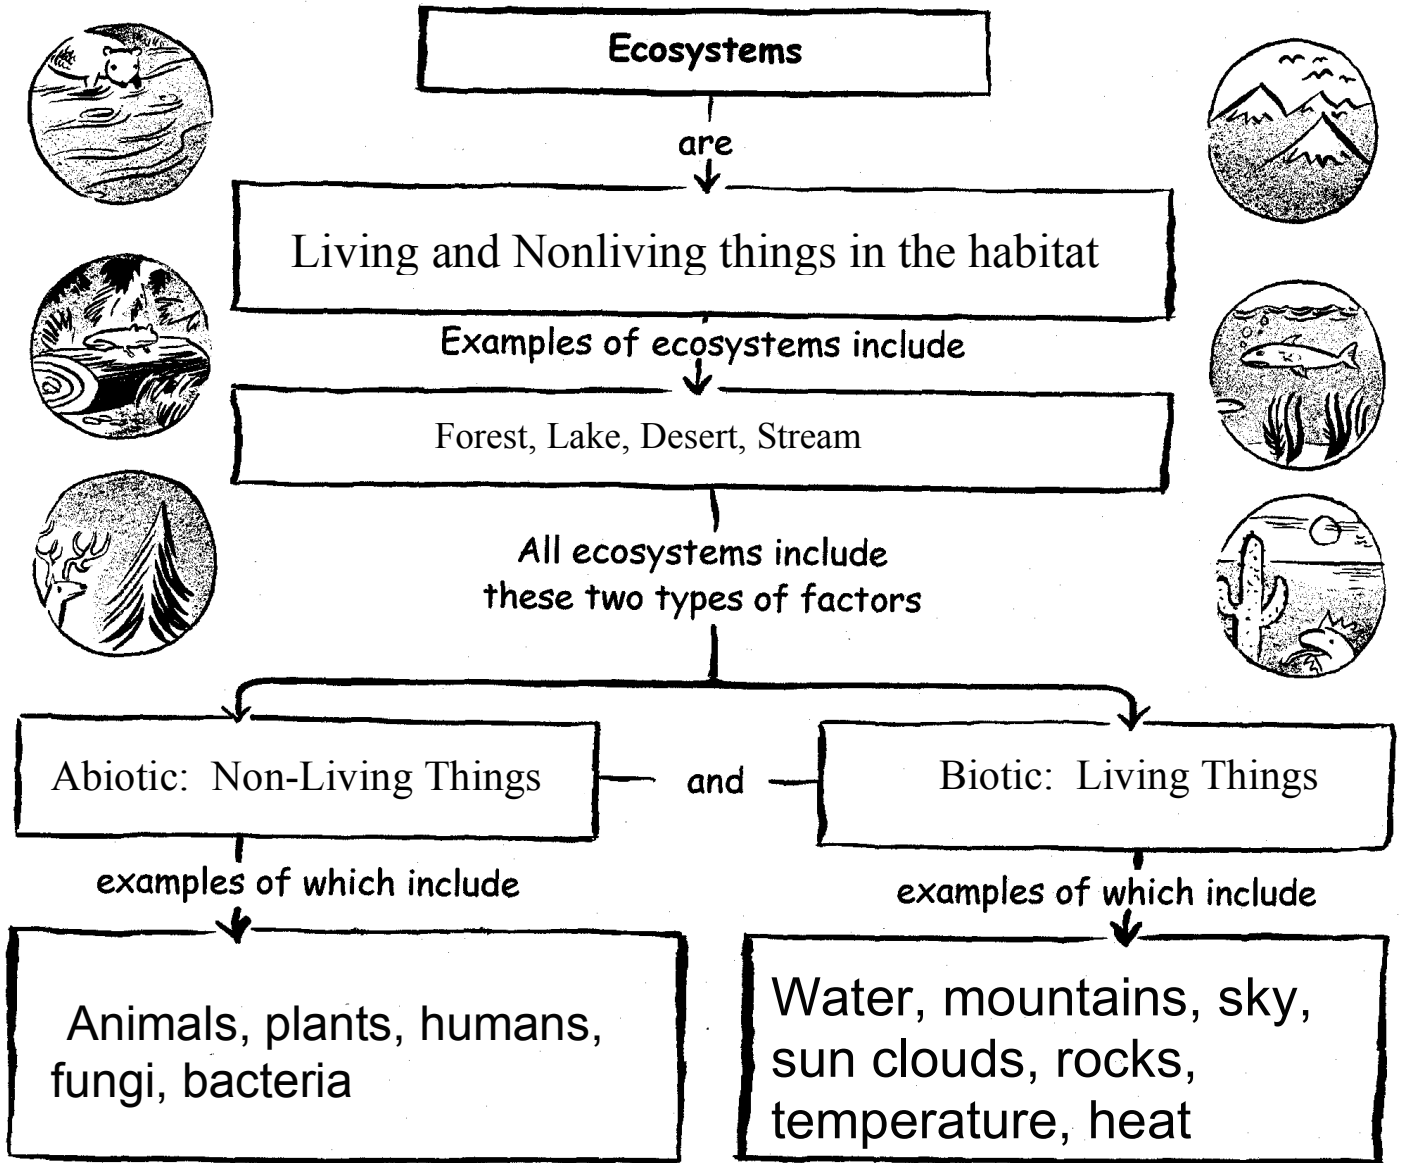 Ecosystems
are
Living and Nonliving things in the habitat
Examples of ecosystems include
Forest, Lake, Desert, Stream
All ecosystems include
these two types of factors
Abiotic:  Non-Living Things
and
Biotic:  Living Things
examples of which include
examples of which include
Animals, plants, humans,
fungi, bacteria
Water, mountains, sky,
sun clouds, rocks,
temperature, heat